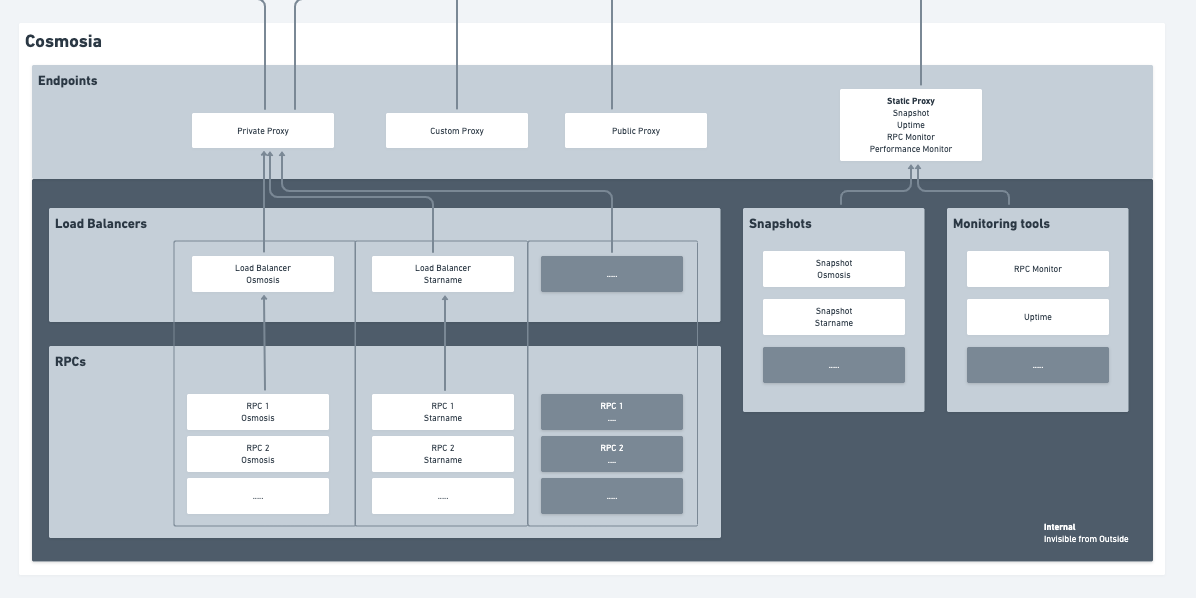 Cosmosia
Endpoints
Private Proxy
Custom Proxy
Public Proxy
Static Proxy
Snapshot
Uptime
RPC Monitor
Performance Monitor
Load Balancers
Load Balancer
Osmosis
Load Balancer
Starname
.....
Snapshots
Snapshot
Osmosis
Snapshot
Starname
.....
Monitoring tools
RPC Monitor
Uptime
.....
RPCs
RPC 1
Osmosis
RPC 2
Osmosis
.....
RPC 1
Starname
RPC 2
Starname
.....
RPC 1
....
RPC 2
....
.....
Internal
Invisible from Outside